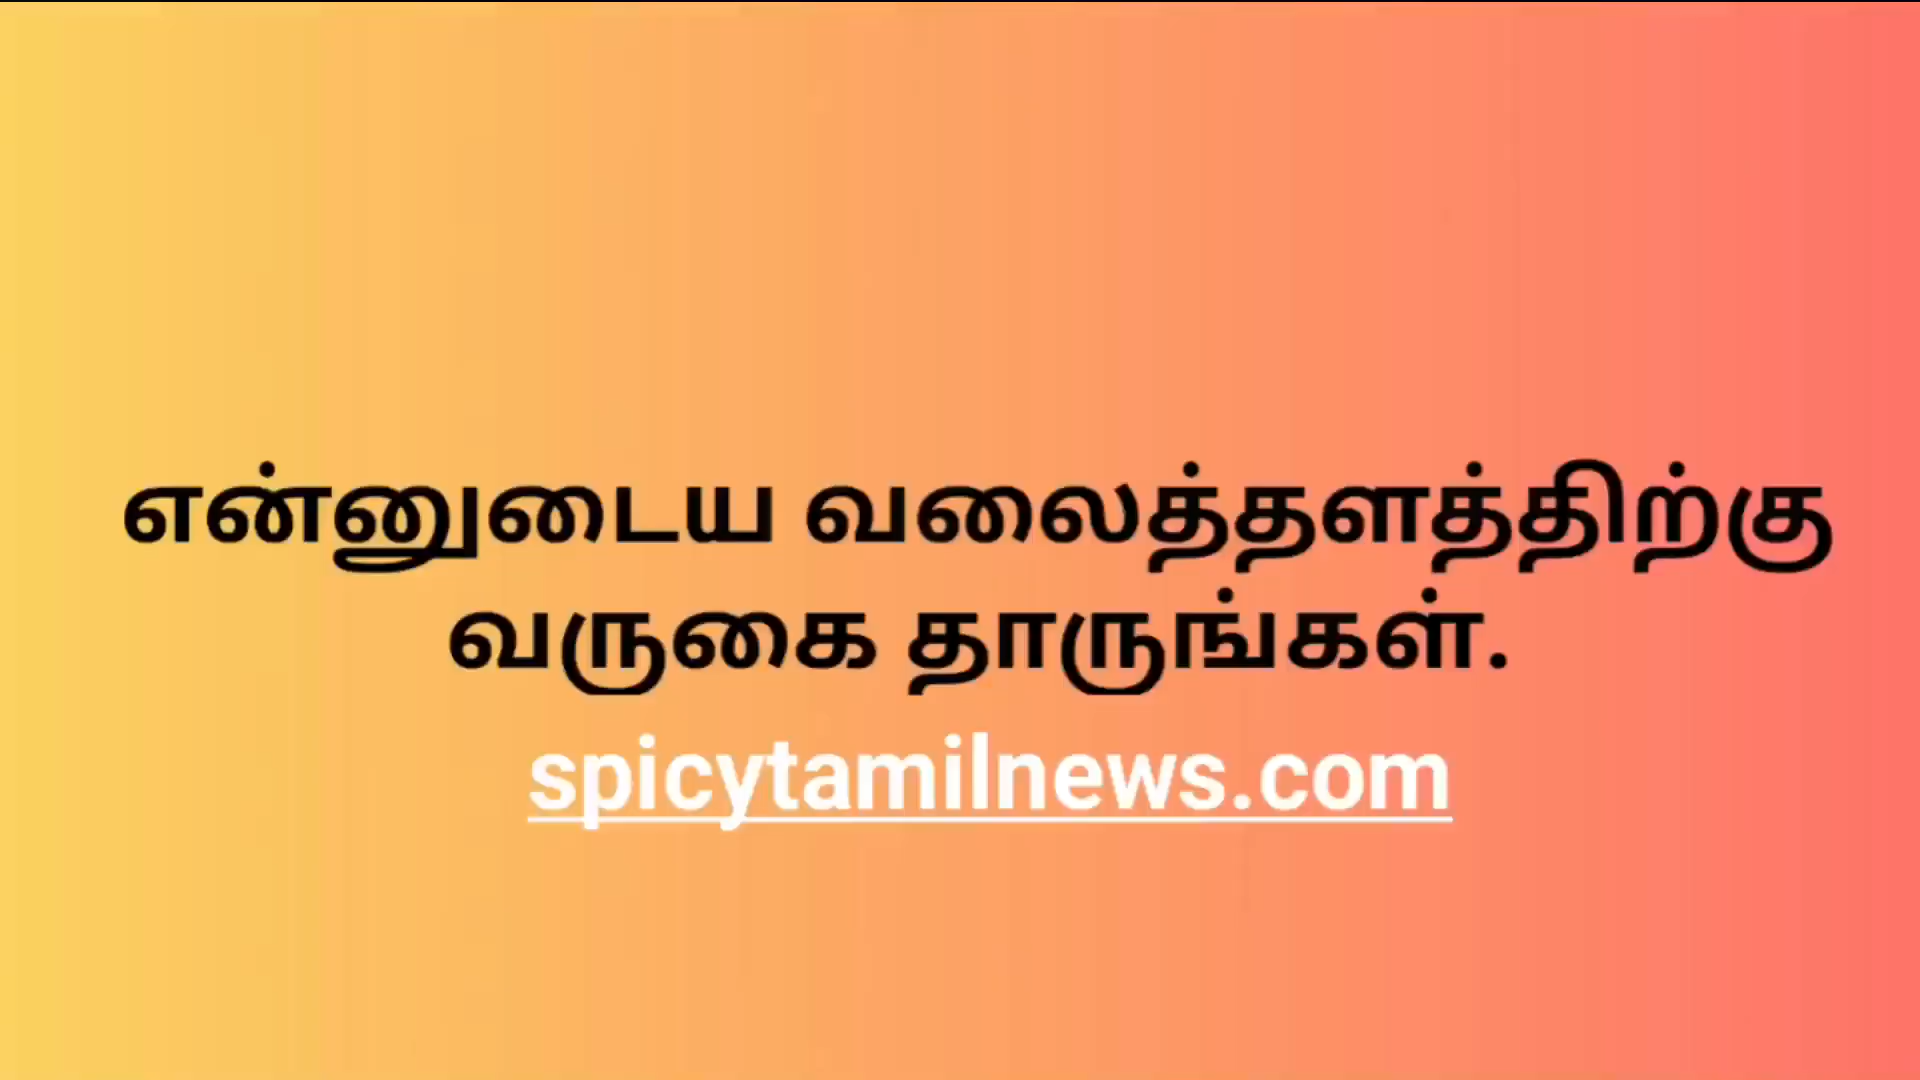 என்னுடைய வலைத்தளத்திற்கு
வருகை தாருங்கள்.
spicytamilnews.com